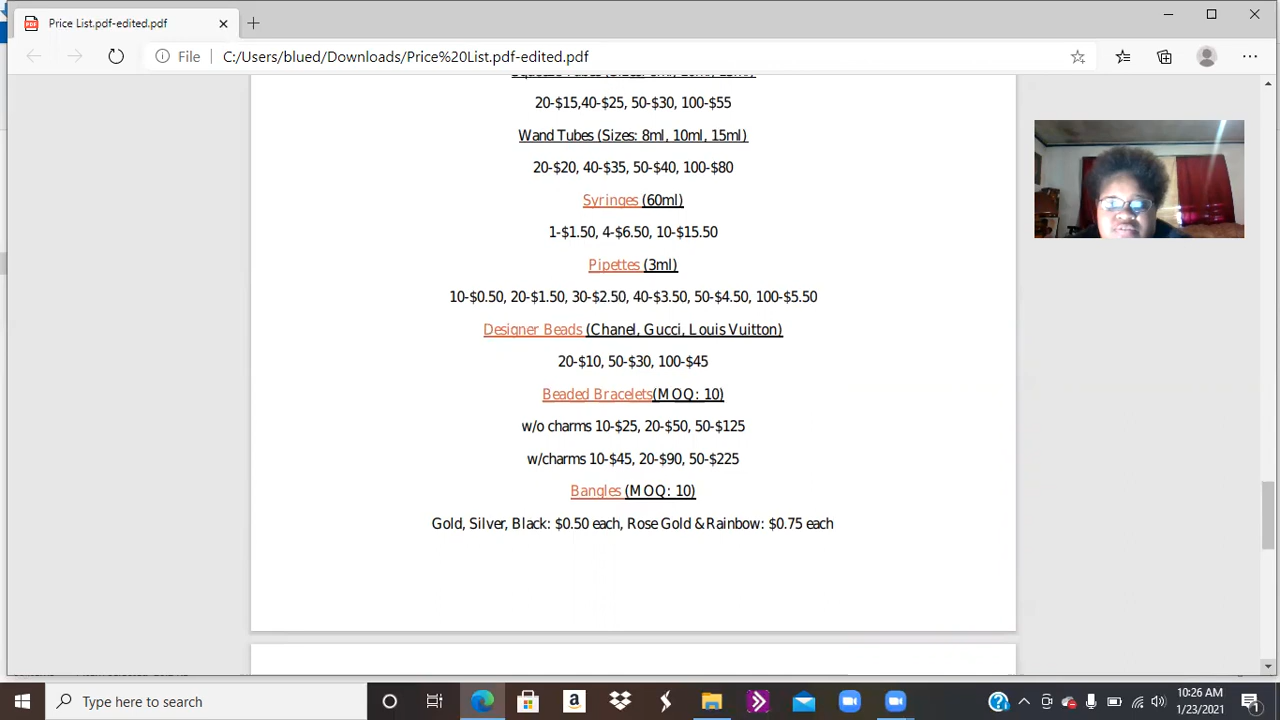 Price List.pdf-edited.pdf
File
C:/Users/blued/Downloads/Price%20List.pdf-edited.pdf
20-$15,40-$25, 50-$30, 100-$55
Wand Tubes (Sizes: 8ml, 10ml, 15ml)
20-$20, 40-$35, 50-$40, 100-$80
Syringes (60ml)
1-$1.50, 4-$6.50, 10-$15.50
Pipettes (3ml)
10-$0.50, 20-$1.50, 30-$2.50, 40-$3.50, 50-$4.50, 100-$5.50
Designer Beads (Chanel, Gucci, Louis Vuitton)
20-$10, 50-$30, 100-$45
Beaded Bracelets(MOQ: 10)
w/o charms 10-$25, 20-$50, 50-$125
w/charms 10-$45, 20-$90, 50-$225
Bangles (MOQ: 10)
Gold, Silver, Black: $0.50 each, Rose Gold & Rainbow: $0.75 each
Type here to search
10:26 AM
1/23/2021